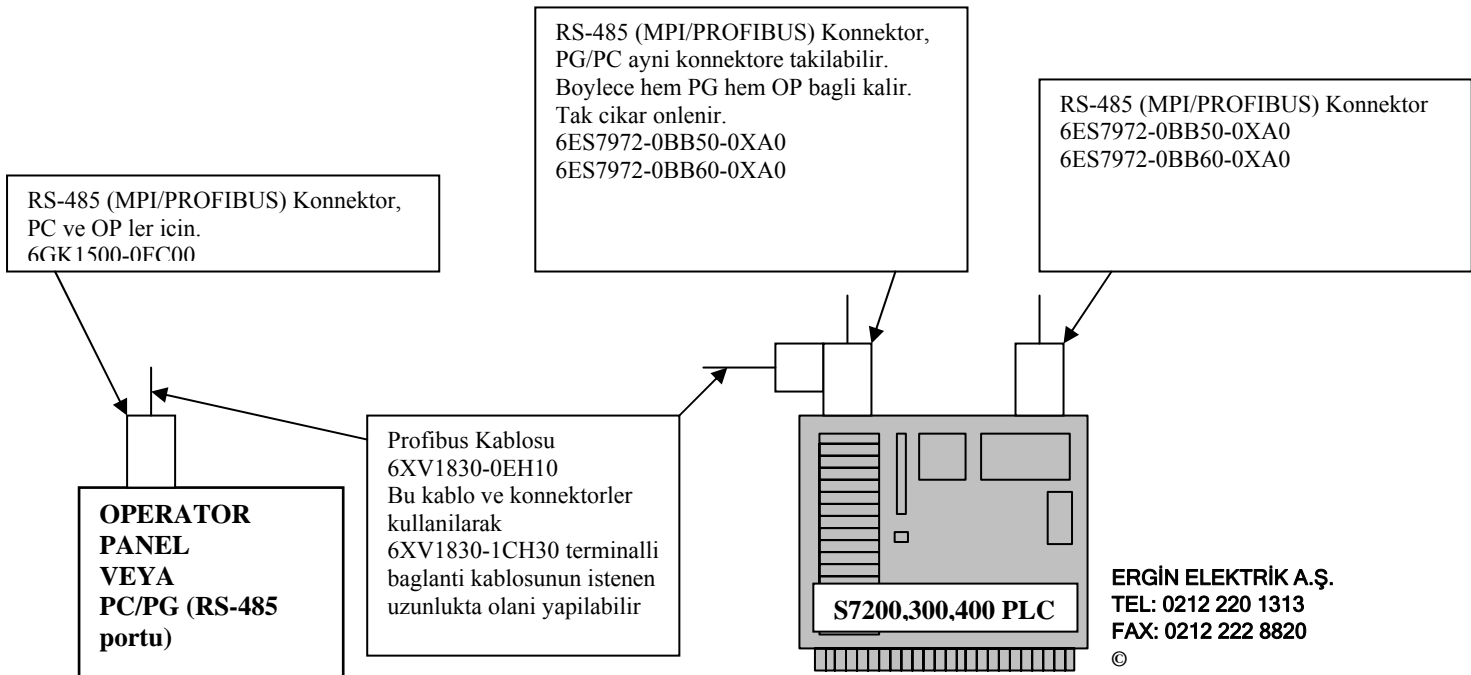 RS-485 (MPI/PROFIBUS) Konnektor,
PG/PC ayni konnektore takilabilir.
Boylece hem PG hem OP bagli kalir.
Tak cikar onlenir.
6ES7972-0BB50-0XA0
6ES7972-0BB60-0XA0
RS-485 (MPI/PROFIBUS) Konnektor
6ES7972-0BB50-0XA0
6ES7972-0BB60-0XA0
RS-485 (MPI/PROFIBUS) Konnektor,
PC ve OP ler icin.
6GK1500-0FC00
Profibus Kablosu
6XV1830-0EH10
Bu kablo ve konnektorler
kullanilarak
6XV1830-1CH30 terminalli
baglanti kablosunun istenen
uzunlukta olani yapilabilir
OPERATOR
PANEL
VEYA
PC/PG (RS-485
portu)
S7200,300,400 PLC
ERGİN ELEKTRİK A.Ş.
TEL: 0212 220 1313
FAX: 0212 222 8820
©